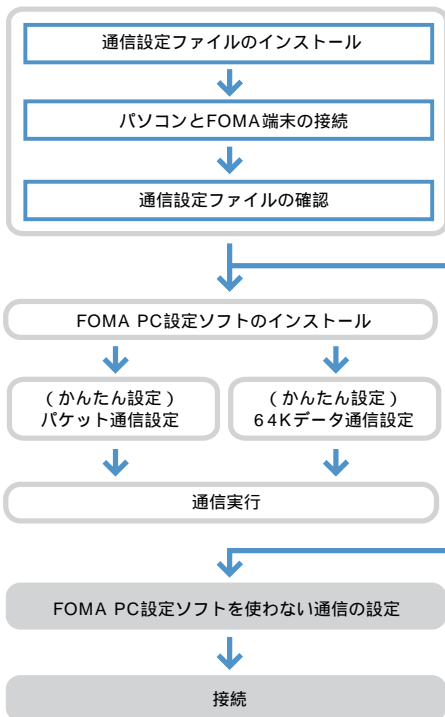 通信設定ファイルのインストール
パソコンとFOMA端末の接続
通信設定ファイルの確認
FOMA PC設定ソフトのインストール
(かんたん設定)
パケット通信設定
(かんたん設定)
64Kデータ通信設定
通信実行
FOMA PC設定ソフトを使わない通信の設定
接続